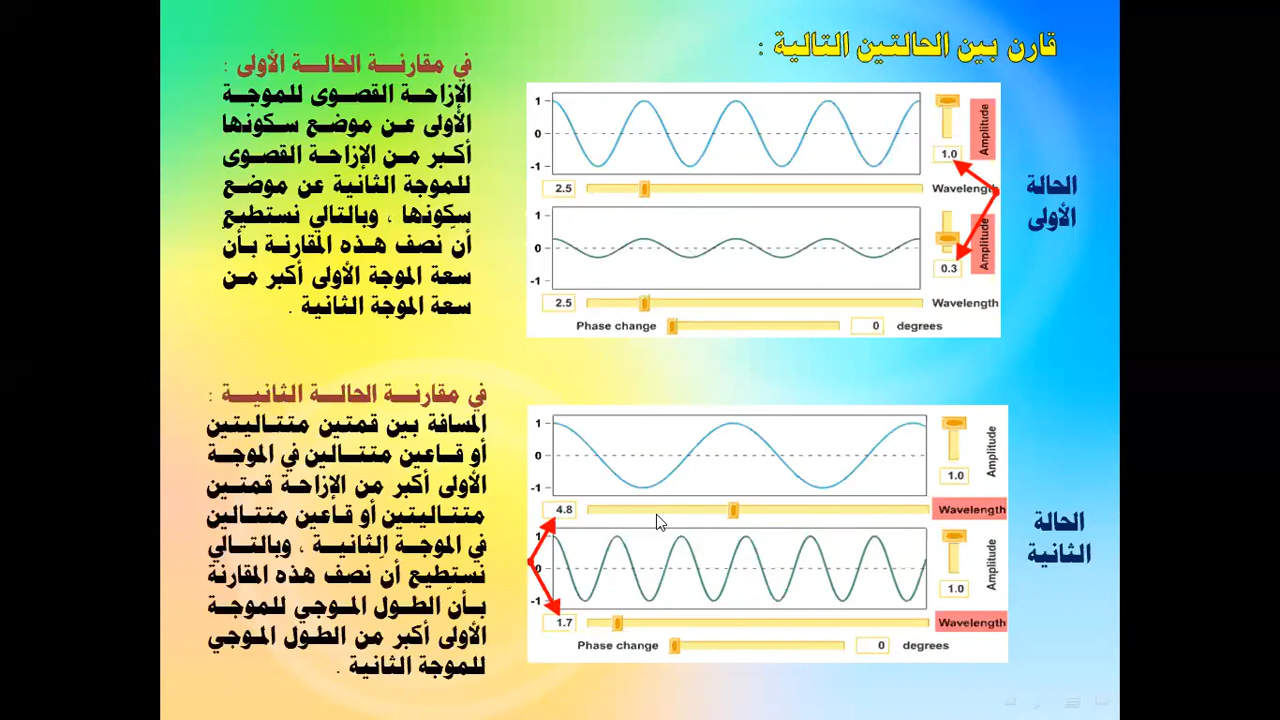 قارن بين الحالتين التالية :
الحالة
الأولى
1
0
-1
1.0
Amplitude
2.5
Wavelength
1
0
-1
0.3
Amplitude
2.5
Wavelength
Phase change
0
degrees
في مقارنة الحالة الأولى :
الإزاحة القصوى للموجة
الأولى عن موضع سكونها
أكبر من الإزاحة القصوى
للموجة الثانية عن موضع
سكونها ، وبالتالي نستطيع
أن نصف هذه المقارنة بأن
سعة الموجة الأولى أكبر من
سعة الموجة الثانية .
الحالة
الثانية
1
0
-1
1.0
Amplitude
4.8
Wavelength
1
0
-1
1.0
Amplitude
1.7
Wavelength
Phase change
0
degrees
في مقارنة الحالة الثانية :
المسافة بين قمتين متتاليتين
أو قاعين متتالين في الموجة
الأولى أكبر من الإزاحة قمتين
متتاليتين أو قاعين متتالين
في الموجة الثانية ، وبالتالي
نستطيع أن نصف هذه المقارنة
بأن الطول الموجي للموجة
الأولى أكبر من الطول الموجي
للموجة الثانية .